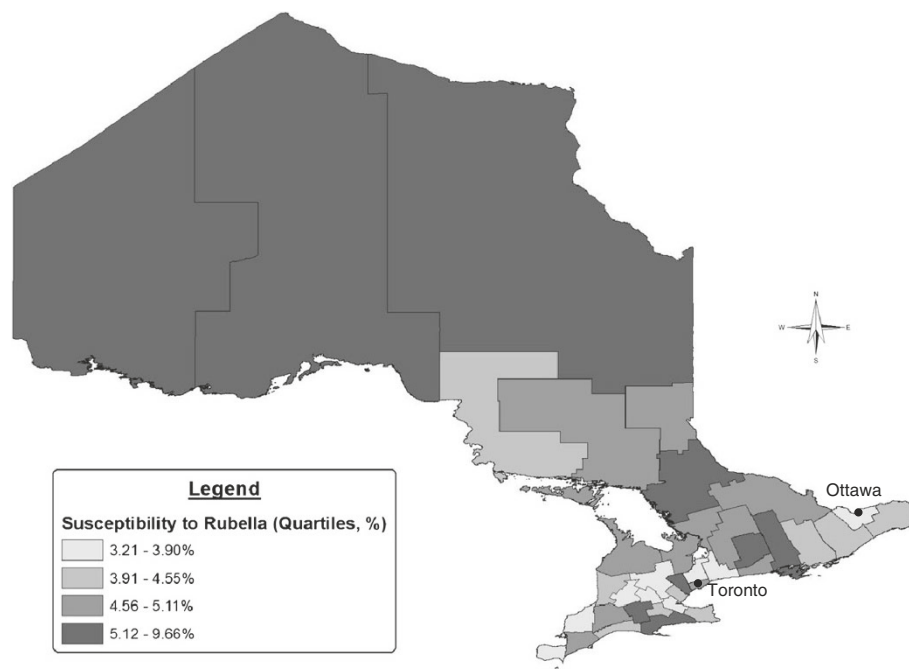 N
W E
S
Ottawa
Toronto
Legend
Susceptibility to Rubella (Quartiles, %)
3.21 - 3.90%
3.91 - 4.55%
4.56 - 5.11%
5.12 - 9.66%